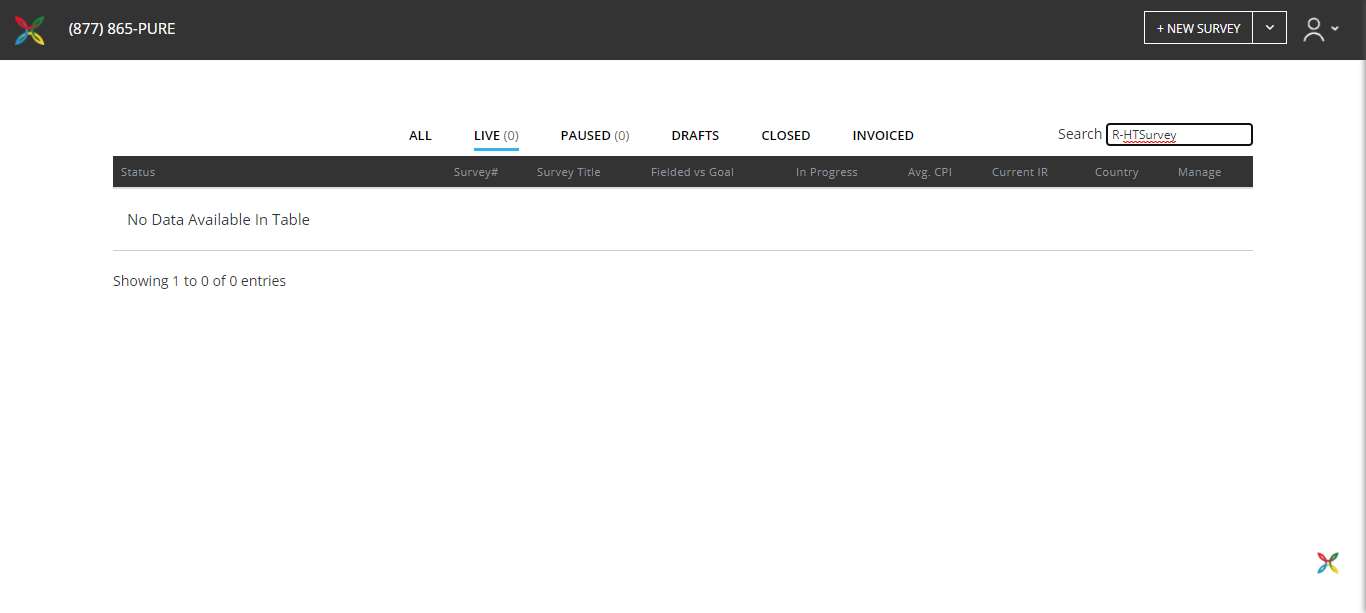 (877) 865-PURE
+ NEW SURVEY
ALL LIVE (0) PAUSED (0) DRAFTS CLOSED INVOICED Search R-HTSurvey
Status Survey# Survey Title Fielded vs Goal In Progress Avg. CPI Current IR Country Manage
No Data Available In Table
Showing 1 to 0 of 0 entries